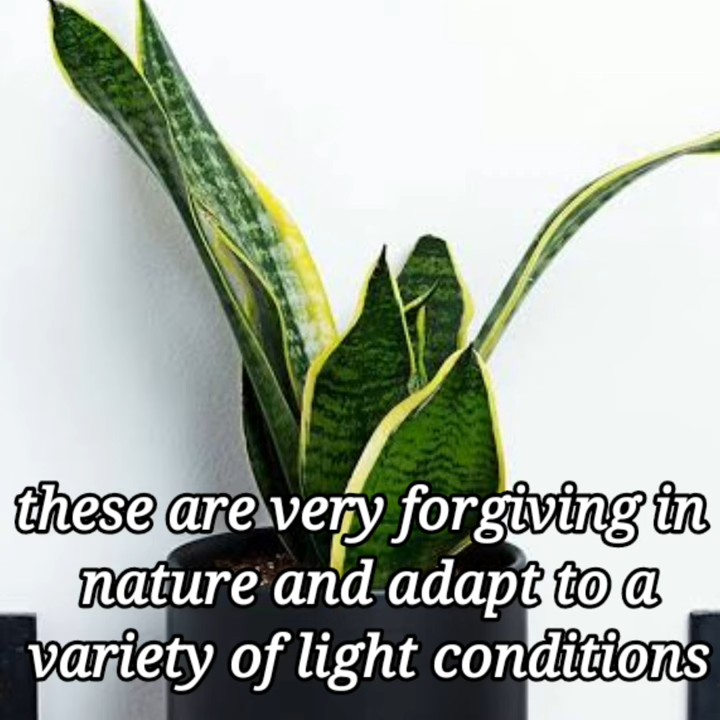 these are very forgiving in
nature and adapt to a
variety of light conditions